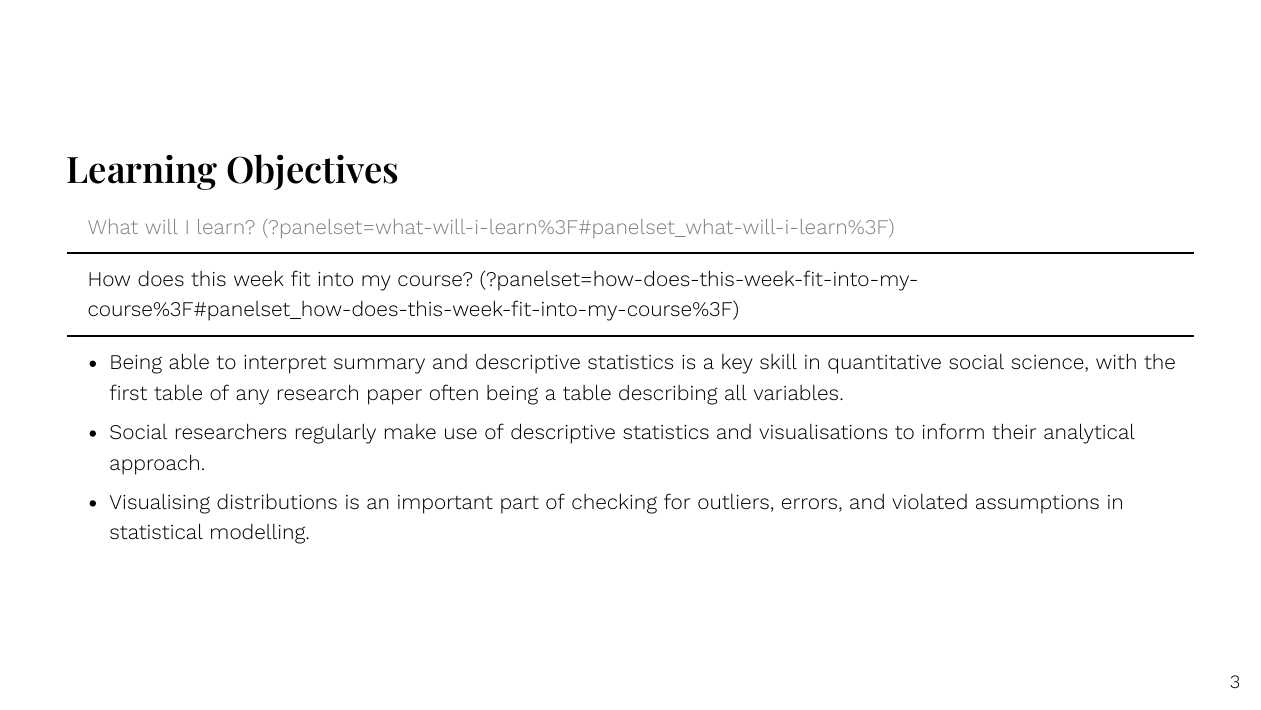 Learning Objectives
What will I learn? (?panelset=what-will-i-learn%3F#panelset_what-will-i-learn%3F)
How does this week fit into my course? (?panelset=how-does-this-week-fit-into-my-
course%3F#panelset_how-does-this-week-fit-into-my-course%3F)
• Being able to interpret summary and descriptive statistics is a key skill in quantitative social science, with the
first table of any research paper often being a table describing all variables.
• Social researchers regularly make use of descriptive statistics and visualisations to inform their analytical
approach.
• Visualising distributions is an important part of checking for outliers, errors, and violated assumptions in
statistical modelling.
3